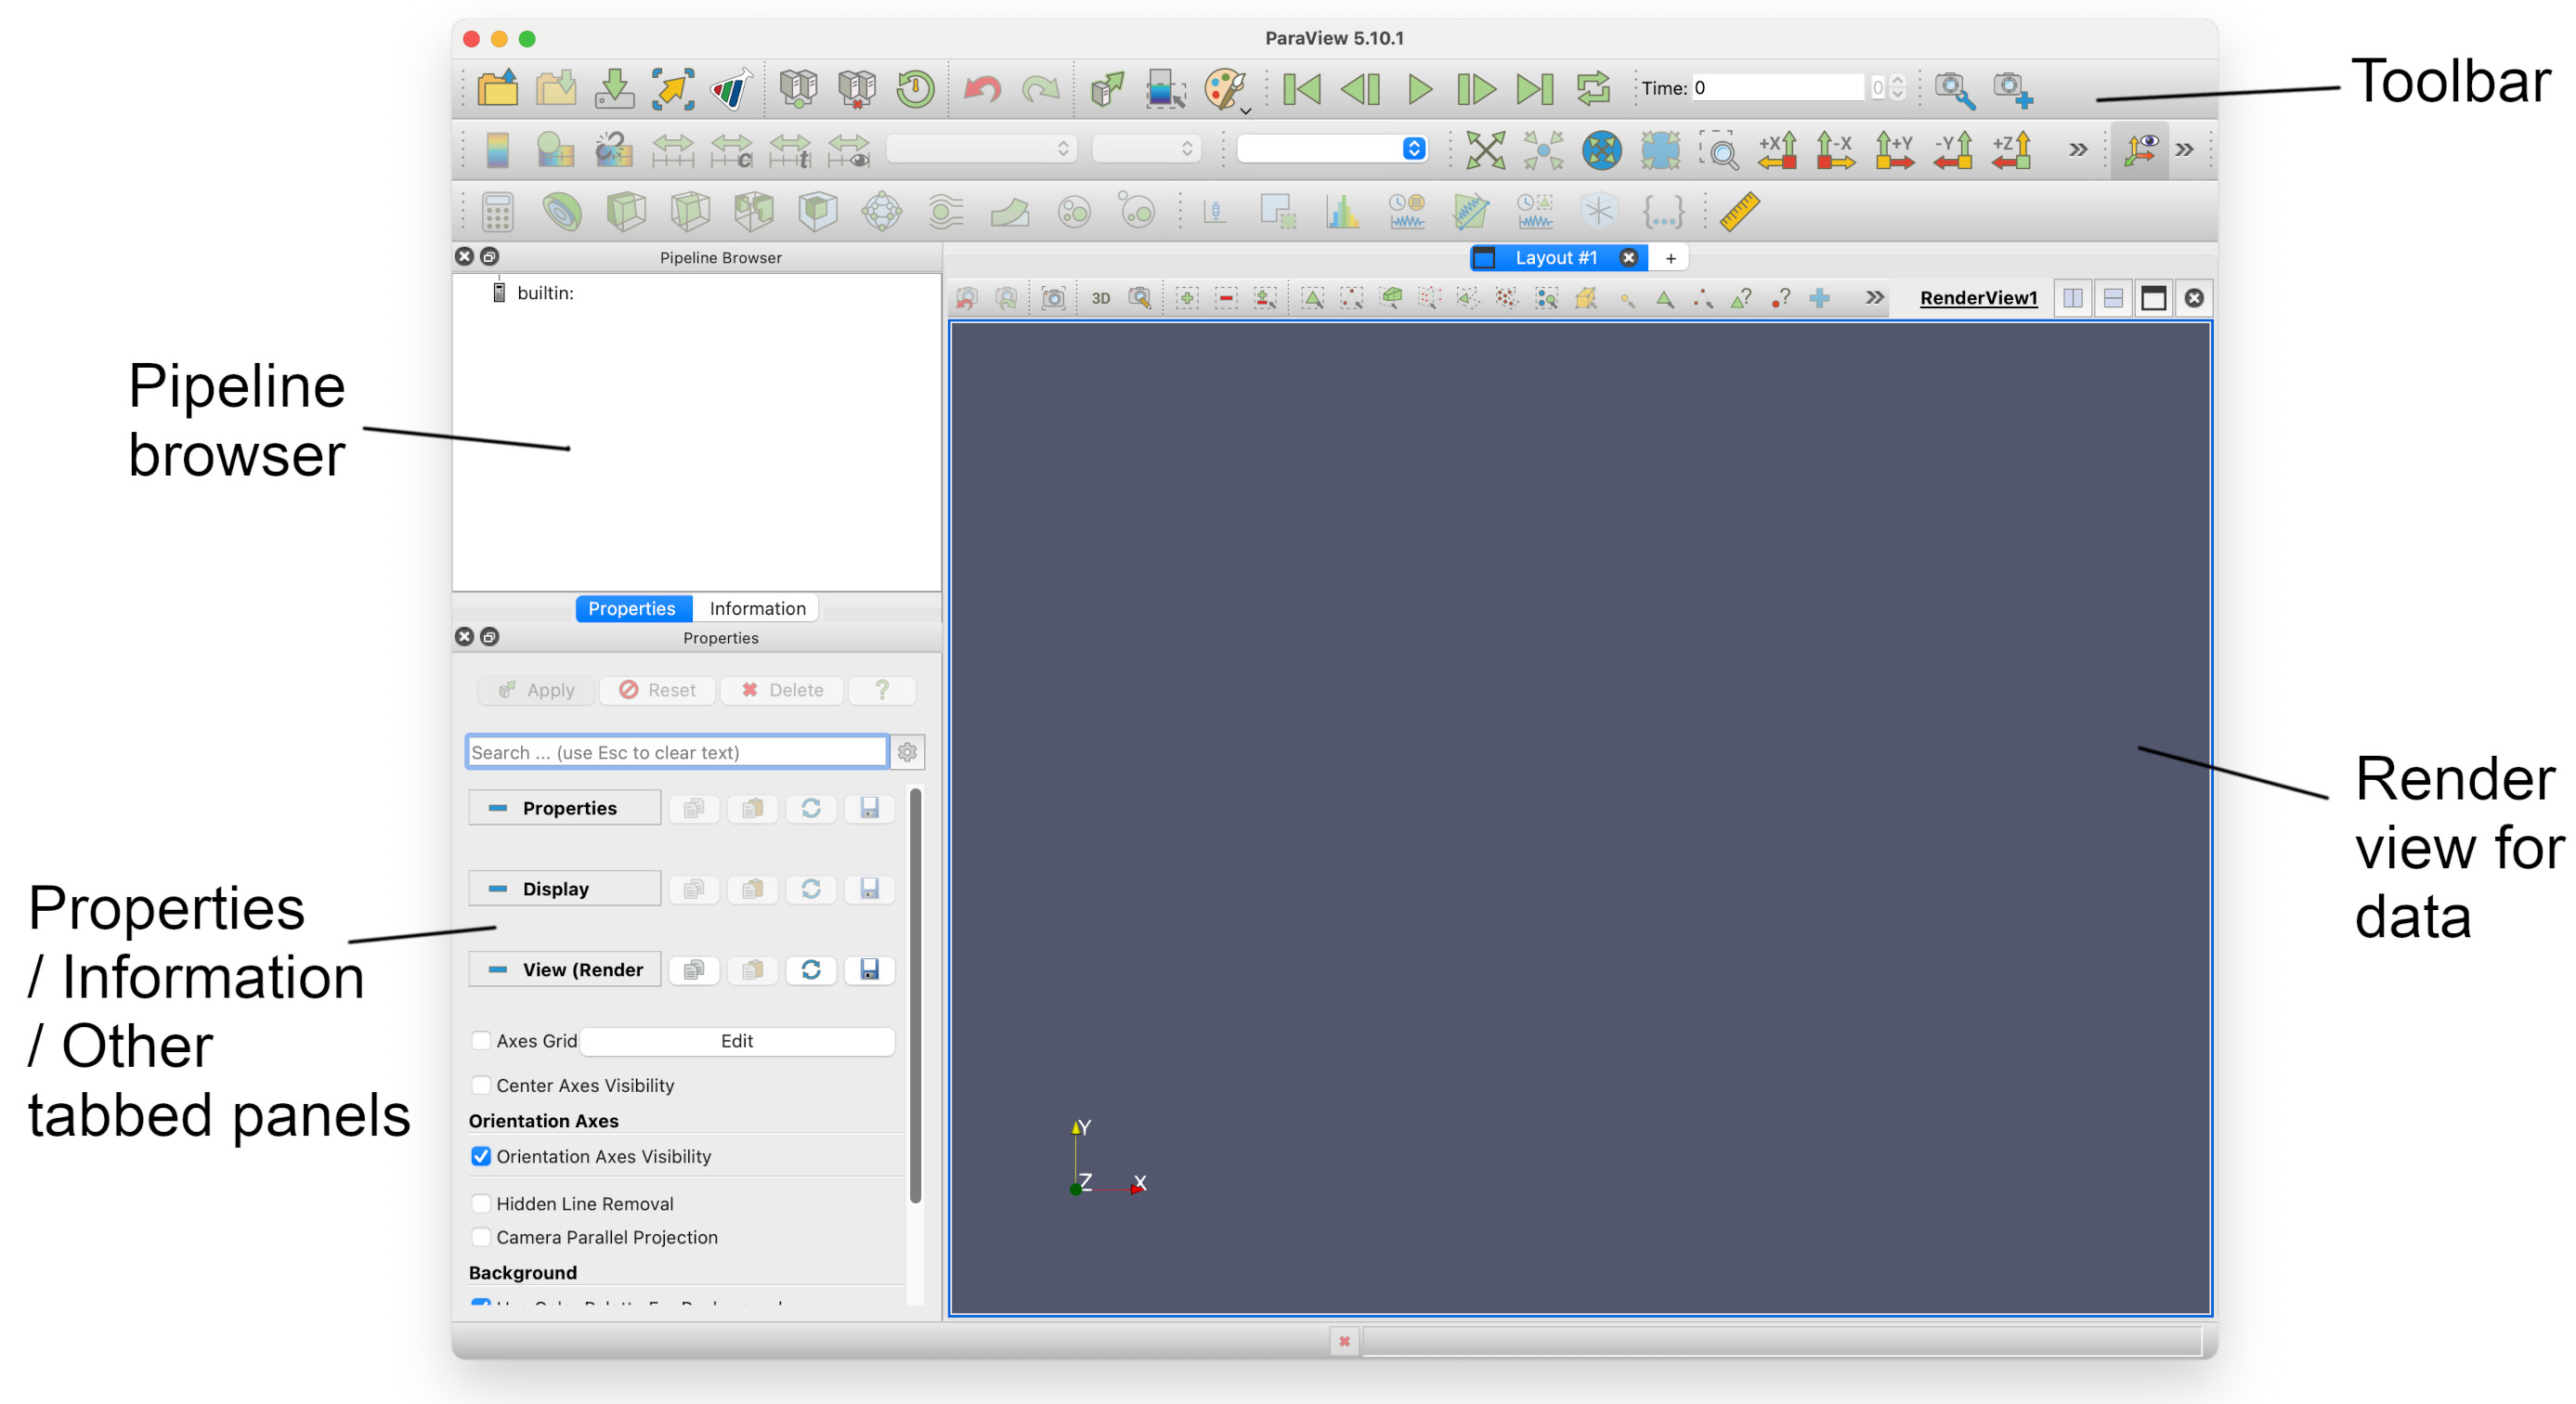 ParaView 5.10.1
Toolbar
Time: 0
0
c
t
+X
-X
+Y
-Y
+Z
»
»
{...}
Pipeline Browser
Layout #1
+
builtin:
3D
»
RenderView1
Pipeline
browser
Properties
Information
Properties
Apply
Reset
Delete
?
Search ... (use Esc to clear text)
Properties
Display
View (Render
Properties
/ Information
/ Other
tabbed panels
Render
view for
data
Axes Grid
Edit
Center Axes Visibility
Orientation Axes
Orientation Axes Visibility
Hidden Line Removal
Camera Parallel Projection
Background
Y
Z
X